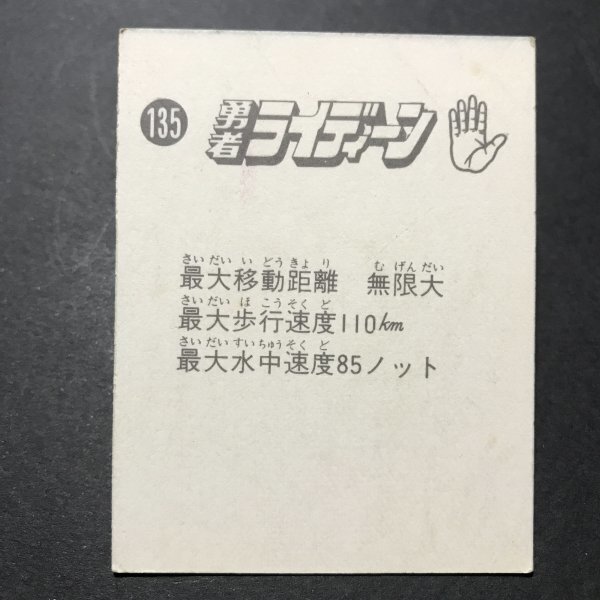 135 勇者ライディーン
さいだいいどうきょり むげんだい
最大移動距離 無限大
さいだいほこうそくど
最大歩行速度110km
さいだいすいちゅうそくど
最大水中速度85ノット